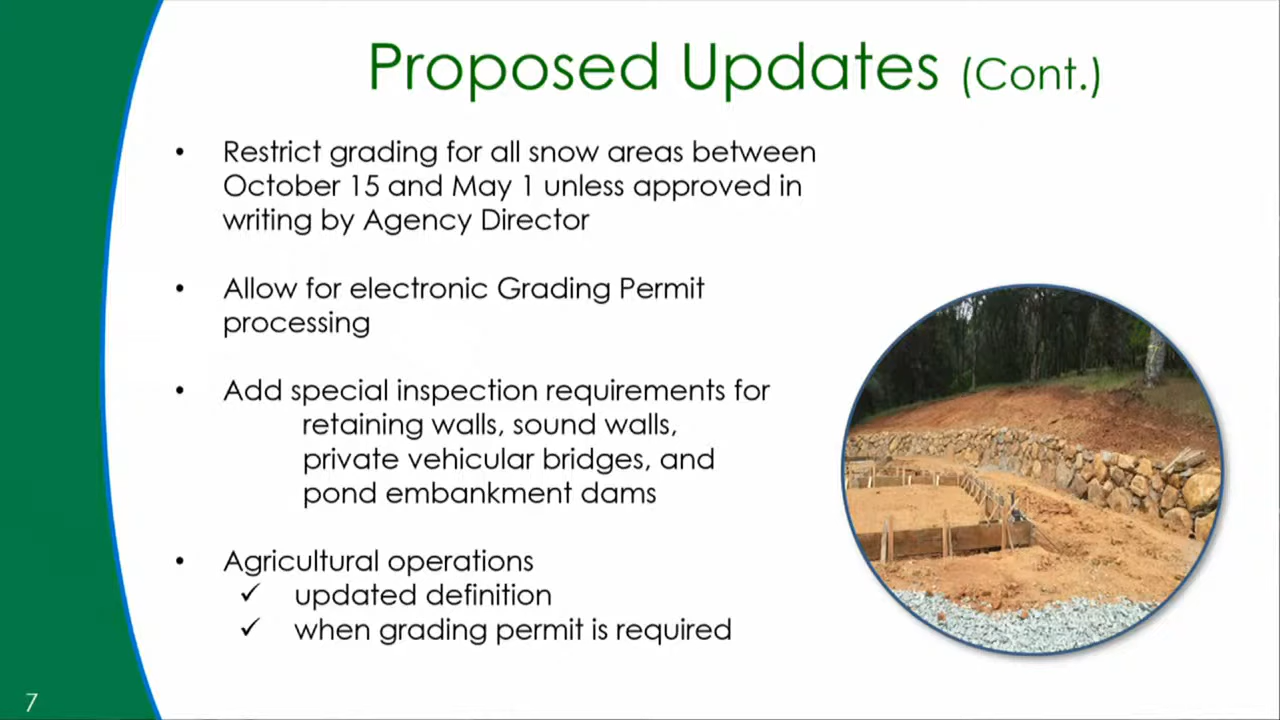 Proposed Updates (Cont.)
• Restrict grading for all snow areas between
October 15 and May 1 unless approved in
writing by Agency Director
• Allow for electronic Grading Permit
processing
• Add special inspection requirements for
retaining walls, sound walls,
private vehicular bridges, and
pond embankment dams
• Agricultural operations
✓ updated definition
✓ when grading permit is required
7